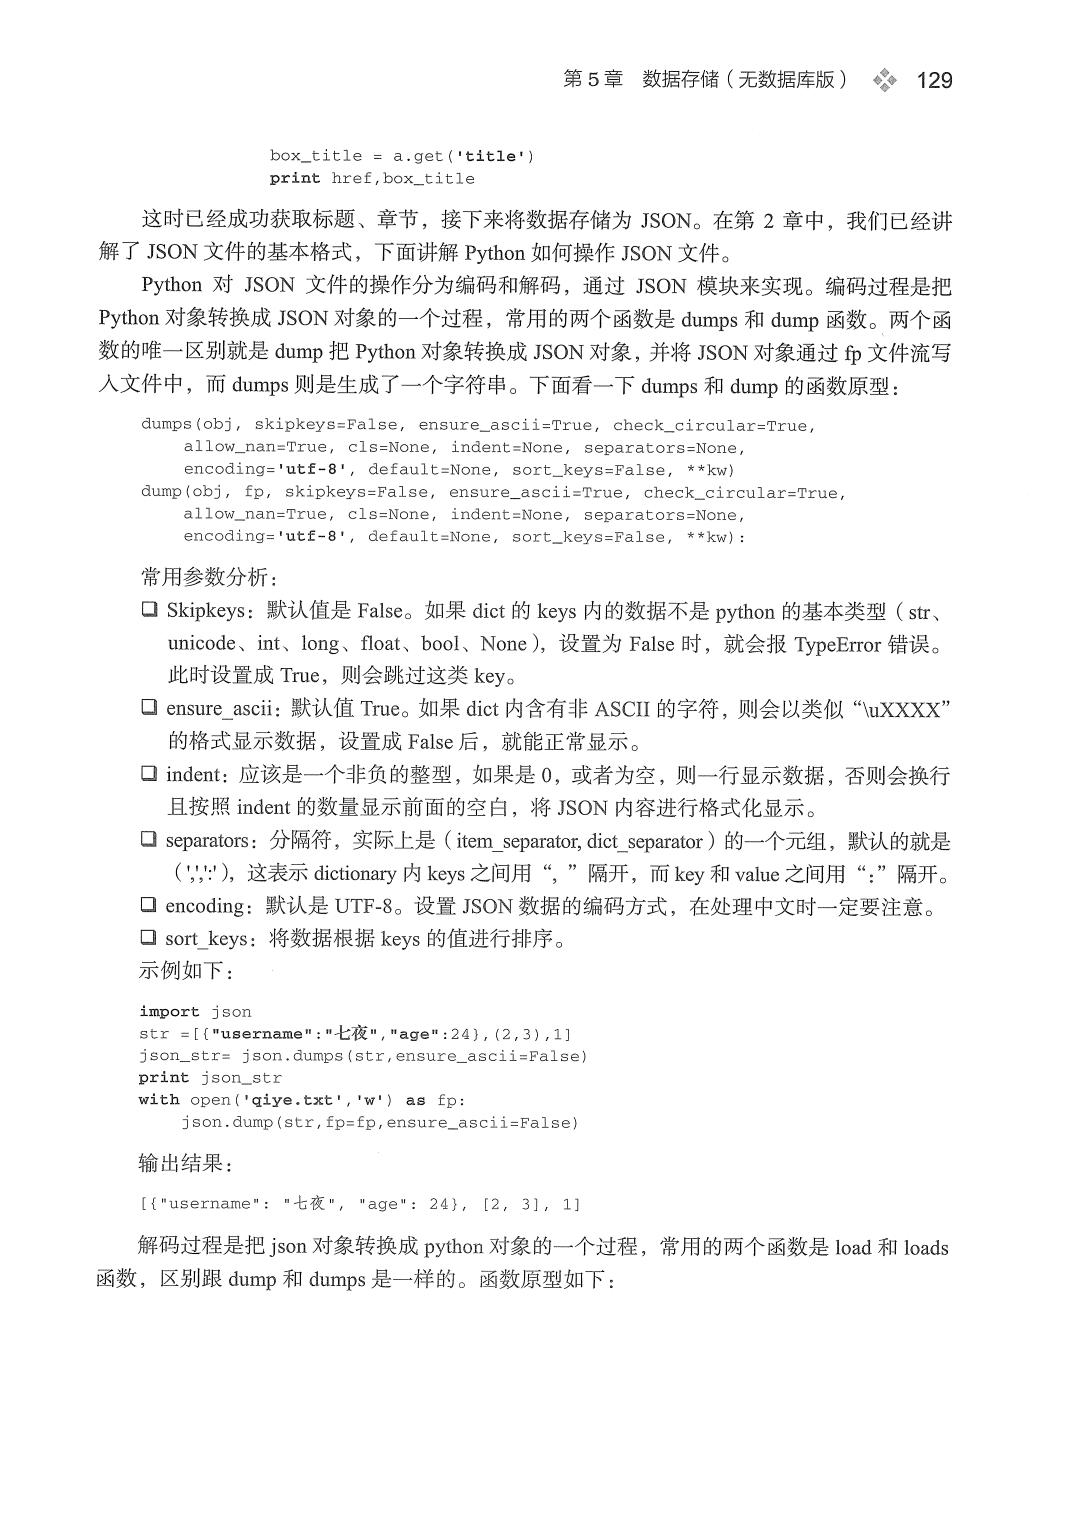 第 5 章　数据存储（无数据库版）　129
box_title = a.get('title')
print href,box_title
这时已经成功获取标题、章节，接下来将数据存储为 JSON。在第 2 章中，我们已经讲
解了 JSON 文件的基本格式，下面讲解 Python 如何操作 JSON 文件。
Python 对 JSON 文件的操作分为编码和解码，通过 JSON 模块来实现。编码过程是把
Python 对象转换成 JSON 对象的一个过程，常用的两个函数是 dumps 和 dump 函数。两个函
数的唯一区别就是 dump 把 Python 对象转换成 JSON 对象，并将 JSON 对象通过 fp 文件流写
入文件中，而 dumps 则是生成了一个字符串。下面看一下 dumps 和 dump 的函数原型：
dumps(obj, skipkeys=False, ensure_ascii=True, check_circular=True,
allow_nan=True, cls=None, indent=None, separators=None,
encoding='utf-8', default=None, sort_keys=False, **kw)
dump(obj, fp, skipkeys=False, ensure_ascii=True, check_circular=True,
allow_nan=True, cls=None, indent=None, separators=None,
encoding='utf-8', default=None, sort_keys=False, **kw):
常用参数分析：
❑ Skipkeys：默认值是 False。如果 dict 的 keys 内的数据不是 python 的基本类型（str、
unicode、int、long、float、bool、None），设置为 False 时，就会报 TypeError 错误。
此时设置成 True，则会跳过这类 key。
❑ ensure_ascii：默认值 True。如果 dict 内含有非 ASCII 的字符，则会以类似“\uXXXX”
的格式显示数据，设置成 False 后，就能正常显示。
❑ indent：应该是一个非负的整型，如果是 0，或者为空，则一行显示数据，否则会换行
且按照 indent 的数量显示前面的空白，将 JSON 内容进行格式化显示。
❑ separators：分隔符，实际上是（item_separator, dict_separator）的一个元组，默认的就是
（',',':'），这表示 dictionary 内 keys 之间用“，”隔开，而 key 和 value 之间用“：”隔开。
❑ encoding：默认是 UTF-8。设置 JSON 数据的编码方式，在处理中文时一定要注意。
❑ sort_keys：将数据根据 keys 的值进行排序。
示例如下：
import json
str =[{"username":"七夜","age":24},(2,3),1]
json_str= json.dumps(str,ensure_ascii=False)
print json_str
with open('qiye.txt','w') as fp:
json.dump(str,fp=fp,ensure_ascii=False)
输出结果：
[{"username": "七夜", "age": 24}, [2, 3], 1]
解码过程是把 json 对象转换成 python 对象的一个过程，常用的两个函数是 load 和 loads
函数，区别跟 dump 和 dumps 是一样的。函数原型如下：